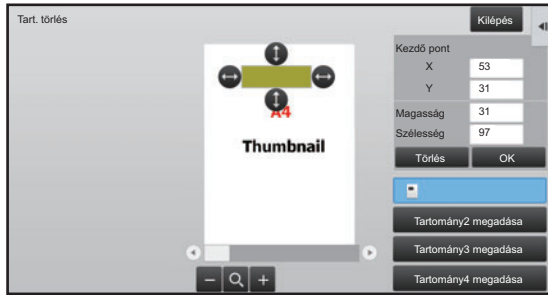 Tart. törlés
Kilépés
Kezdő pont
X 53
Y 31
Magasság 31
Szélesség 97
Törlés OK
A4
Thumbnail
Tartomány2 megadása
Tartomány3 megadása
Tartomány4 megadása